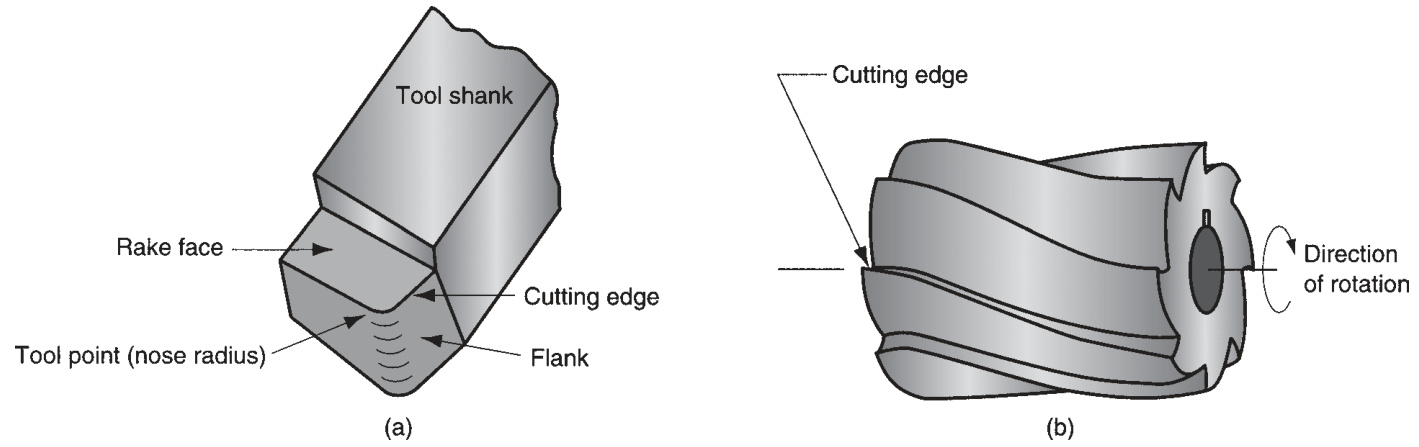 Tool shank
Rake face
Cutting edge
Tool point (nose radius)
Flank
(a)
Cutting edge
Direction
of rotation
(b)